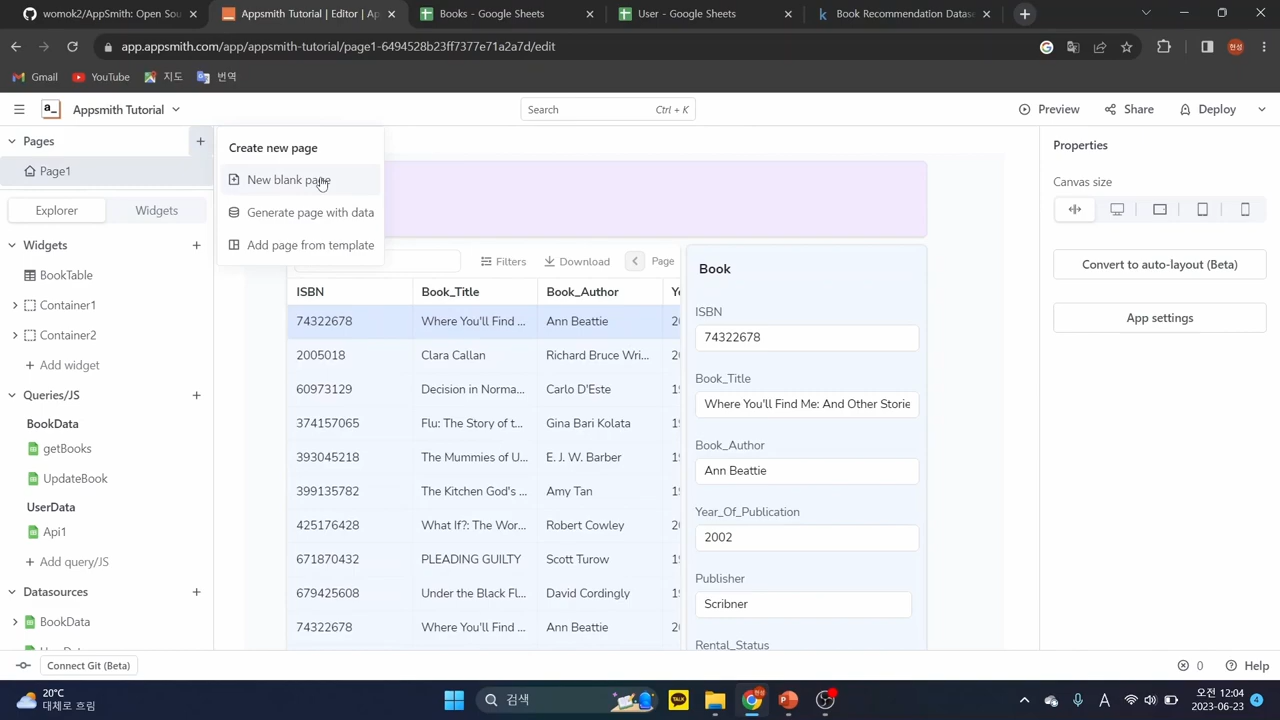 womok2/AppSmith: Open Sou
Tutorial | Editor | Ap
Books - Google Sheets
User - Google Sheets
Book Recommendation Datase
app.appsmith.com/app/appsmith-tutorial/page1-6494528b23ff7377e71a2a7d/edit
현성
Gmail
YouTube
지도
번역
a_
Appsmith Tutorial
Search
Ctrl + K
Preview
Share
Deploy
Pages
Page1
Create new page
New blank page
Generate page with data
Add page from template
Explorer
Widgets
Widgets
BookTable
Container1
Container2
Add widget
Queries/JS
BookData
getBooks
UpdateBook
UserData
Api1
Add query/JS
Datasources
BookData
Filters
Download
Page
ISBN Book_Title Book_Author
74322678 Where You'll Find ... Ann Beattie
2005018 Clara Callan Richard Bruce Wri...
60973129 Decision in Norma... Carlo D'Este
374157065 Flu: The Story of t... Gina Bari Kolata
393045218 The Mummies of U... E. J. W. Barber
399135782 The Kitchen God's ... Amy Tan
425176428 What If?: The Wor... Robert Cowley
671870432 PLEADING GUILTY Scott Turow
679425608 Under the Black Fl... David Cordingly
74322678 Where You'll Find ... Ann Beattie
Book
ISBN
74322678
Book_Title
Where You'll Find Me: And Other Storie
Book_Author
Ann Beattie
Year_Of_Publication
2002
Publisher
Scribner
Rental_Status
Properties
Canvas size
Convert to auto-layout (Beta)
App settings
Connect Git (Beta)
0
Help
20°C
대체로 흐림
검색
TALK
현성
A
오전 12:04
2023-06-23
4